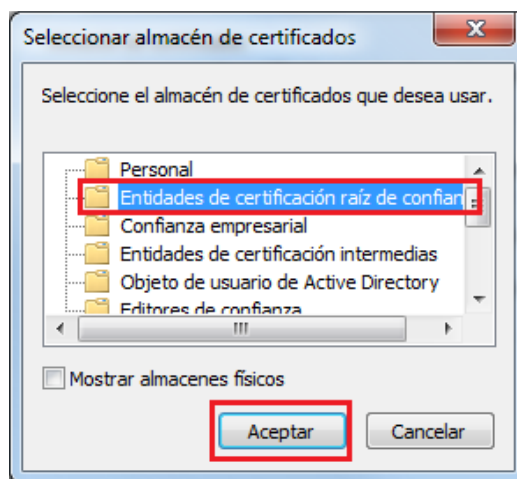 Seleccionar almacén de certificados
Seleccione el almacén de certificados que desea usar.
Personal
Entidades de certificación raíz de confian
Confianza empresarial
Entidades de certificación intermedias
Objeto de usuario de Active Directory
Editores de confianza
Mostrar almacenes físicos
Aceptar
Cancelar